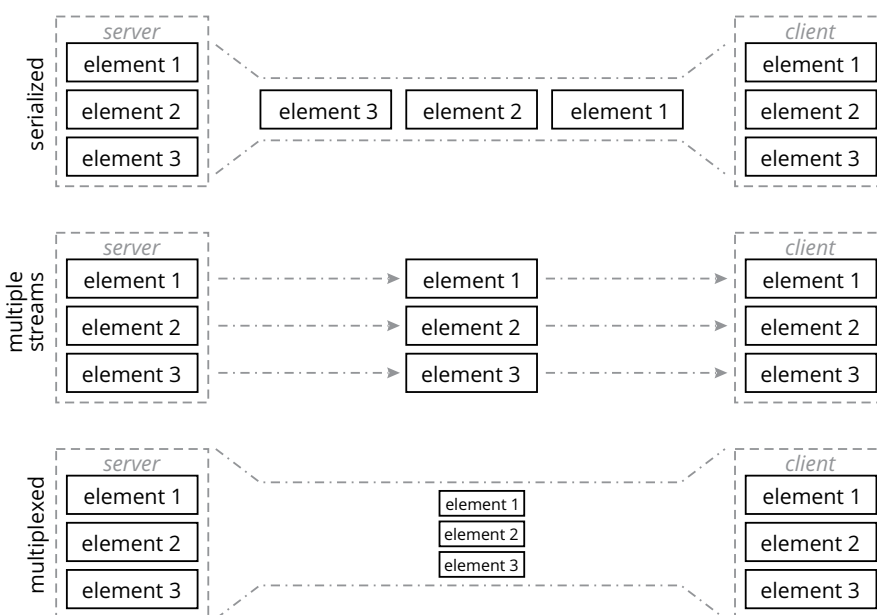 serialized
server
element 1
element 2
element 3
element 3 element 2 element 1
client
element 1
element 2
element 3
multiple
streams
server
element 1
element 2
element 3
element 1
element 2
element 3
client
element 1
element 2
element 3
multiplexed
server
element 1
element 2
element 3
element 1
element 2
element 3
client
element 1
element 2
element 3